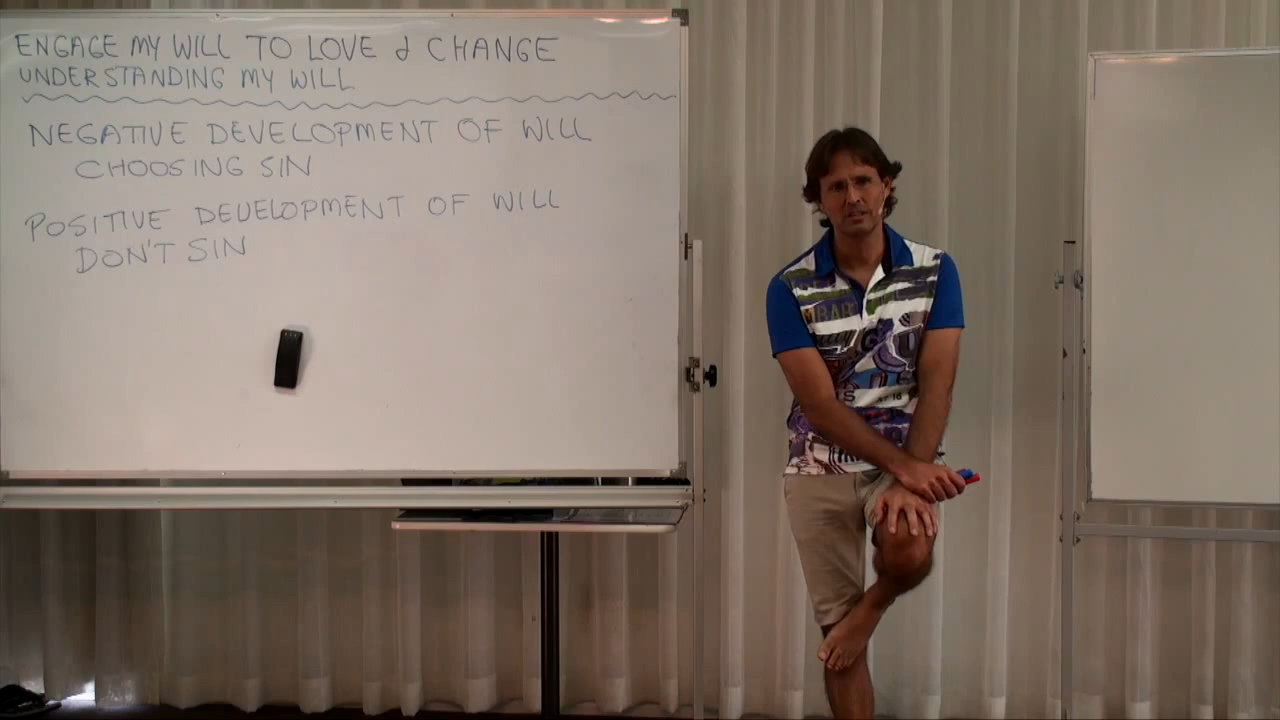 ENGAGE MY WILL TO LOVE & CHANGE
UNDERSTANDING MY WILL
NEGATIVE DEVELOPMENT OF WILL
CHOOSING SIN
POSITIVE DEVELOPMENT OF WILL
DON'T SIN